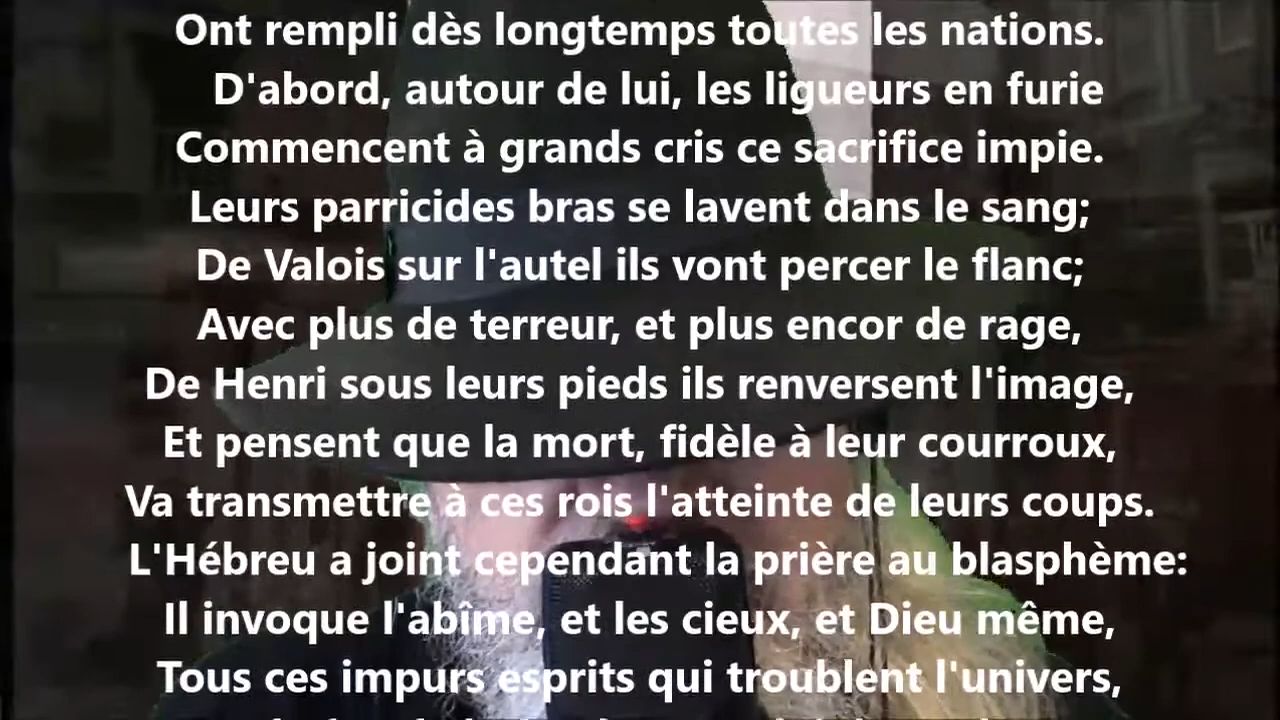 Ont rempli dès longtemps toutes les nations.
D'abord, autour de lui, les ligueurs en furie
Commencent à grands cris ce sacrifice impie.
Leurs parricides bras se lavent dans le sang;
De Valois sur l'autel ils vont percer le flanc;
Avec plus de terreur, et plus encor de rage,
De Henri sous leurs pieds ils renversent l'image,
Et pensent que la mort, fidèle à leur courroux,
Va transmettre à ces rois l'atteinte de leurs coups.
L'Hébreu a joint cependant la prière au blasphème:
Il invoque l'abîme, et les cieux, et Dieu même,
Tous ces impurs esprits qui troublent l'univers,